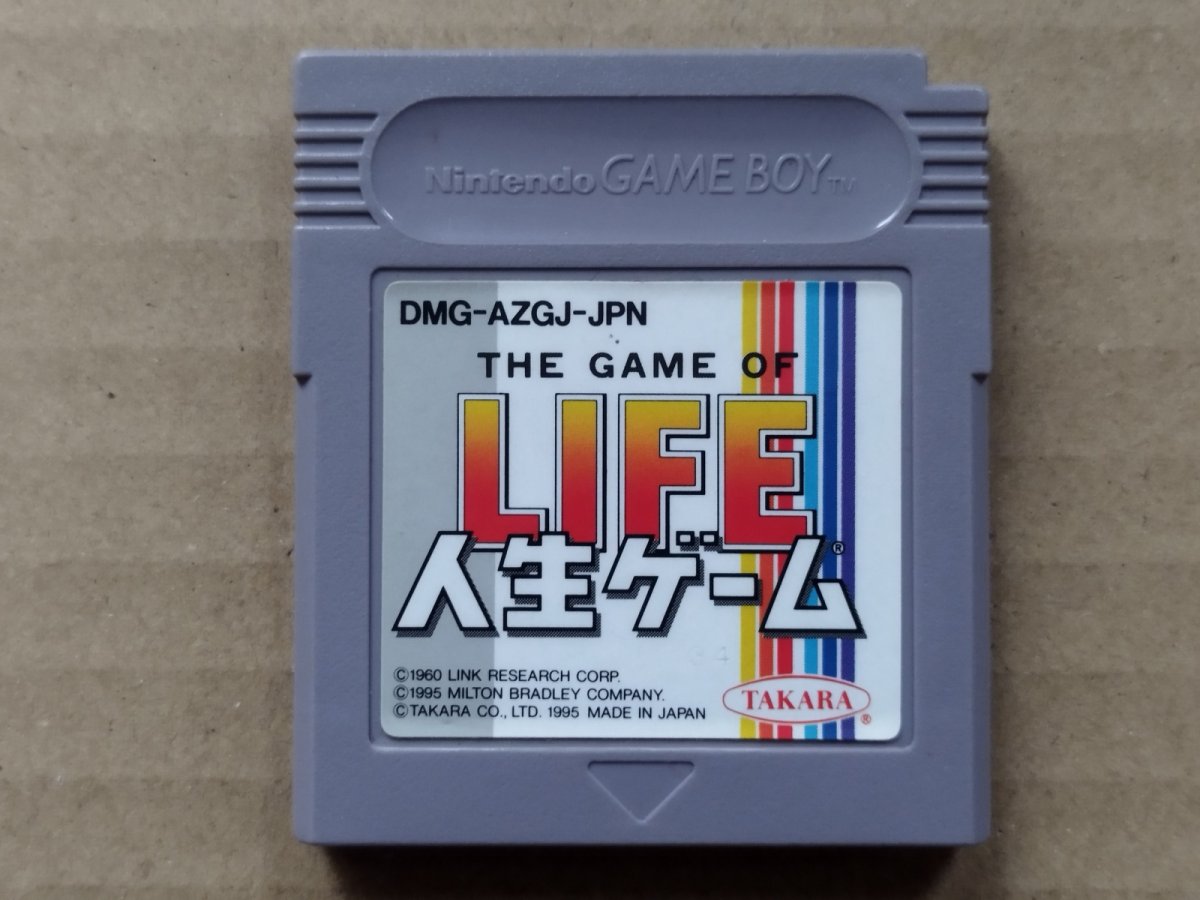 Nintendo GAME BOY TM
DMG-AZGJ-JPN
THE GAME OF
LIFE
人生ゲーム®
©1960 LINK RESEARCH CORP.
©1995 MILTON BRADLEY COMPANY.
©TAKARA CO., LTD. 1995 MADE IN JAPAN
TAKARA®